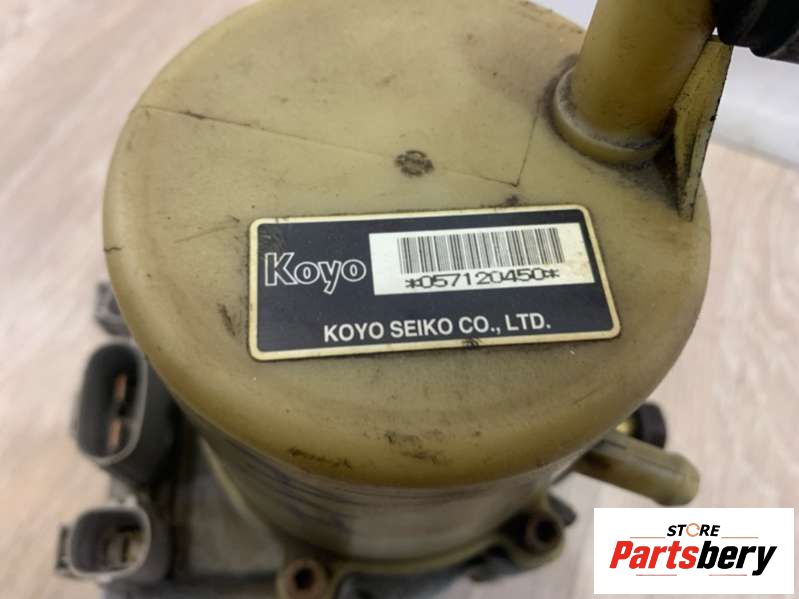 Koyo
*057120450*
KOYO SEIKO CO., LTD.
STORE
Partsbery